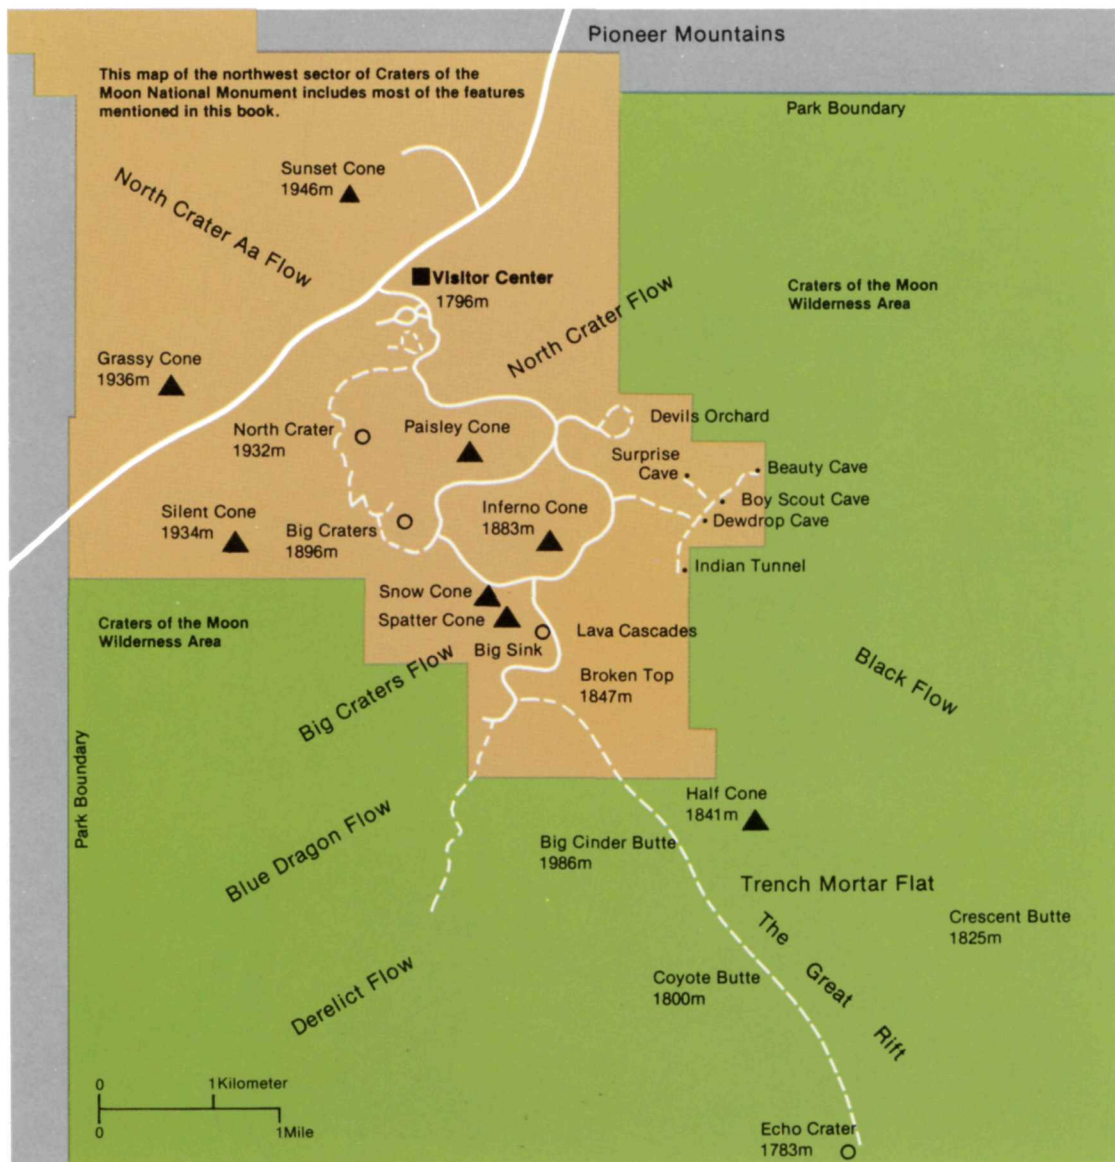 Pioneer Mountains
This map of the northwest sector of Craters of the
Moon National Monument includes most of the features
mentioned in this book.
Park Boundary
Sunset Cone
1946m
North Crater Aa Flow
Visitor Center
1796m
Craters of the Moon
Wilderness Area
North Crater Flow
Grassy Cone
1936m
North Crater
1932m
Paisley Cone
Devils Orchard
Surprise
Cave
Beauty Cave
Boy Scout Cave
Dewdrop Cave
Indian Tunnel
Silent Cone
1934m
Big Craters
1896m
Inferno Cone
1883m
Snow Cone
Spatter Cone
Big Sink
Lava Cascades
Craters of the Moon
Wilderness Area
Broken Top
1847m
Big Craters Flow
Black Flow
Park Boundary
Half Cone
1841m
Blue Dragon Flow
Big Cinder Butte
1986m
Trench Mortar Flat
Crescent Butte
1825m
The Great Rift
Coyote Butte
1800m
Derelict Flow
0
1 Kilometer
0
1 Mile
Echo Crater
1783m